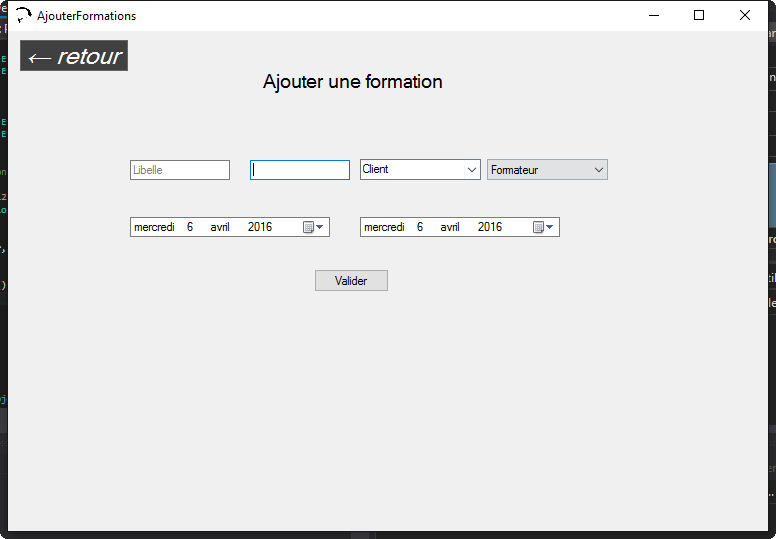 AjouterFormations
← retour
Ajouter une formation
Libelle
Client
Formateur
mercredi 6 avril 2016
mercredi 6 avril 2016
Valider